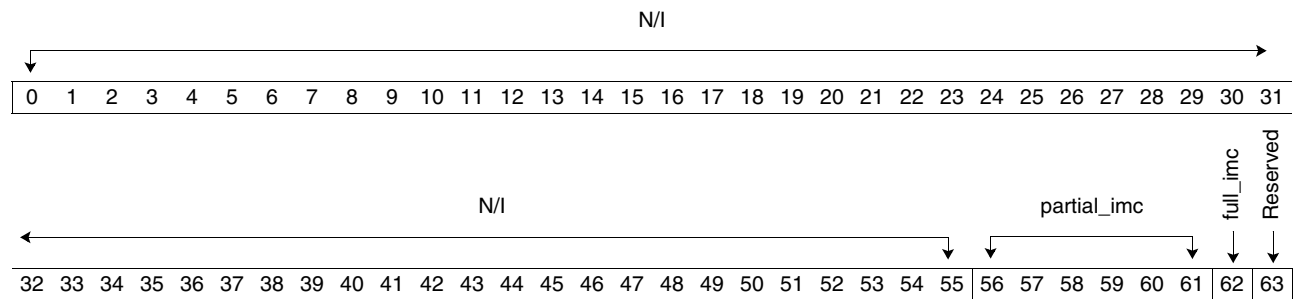 N/I
0 1 2 3 4 5 6 7 8 9 10 11 12 13 14 15 16 17 18 19 20 21 22 23 24 25 26 27 28 29 30 31
full_imc
Reserved
N/I
partial_imc
32 33 34 35 36 37 38 39 40 41 42 43 44 45 46 47 48 49 50 51 52 53 54 55 56 57 58 59 60 61 62 63